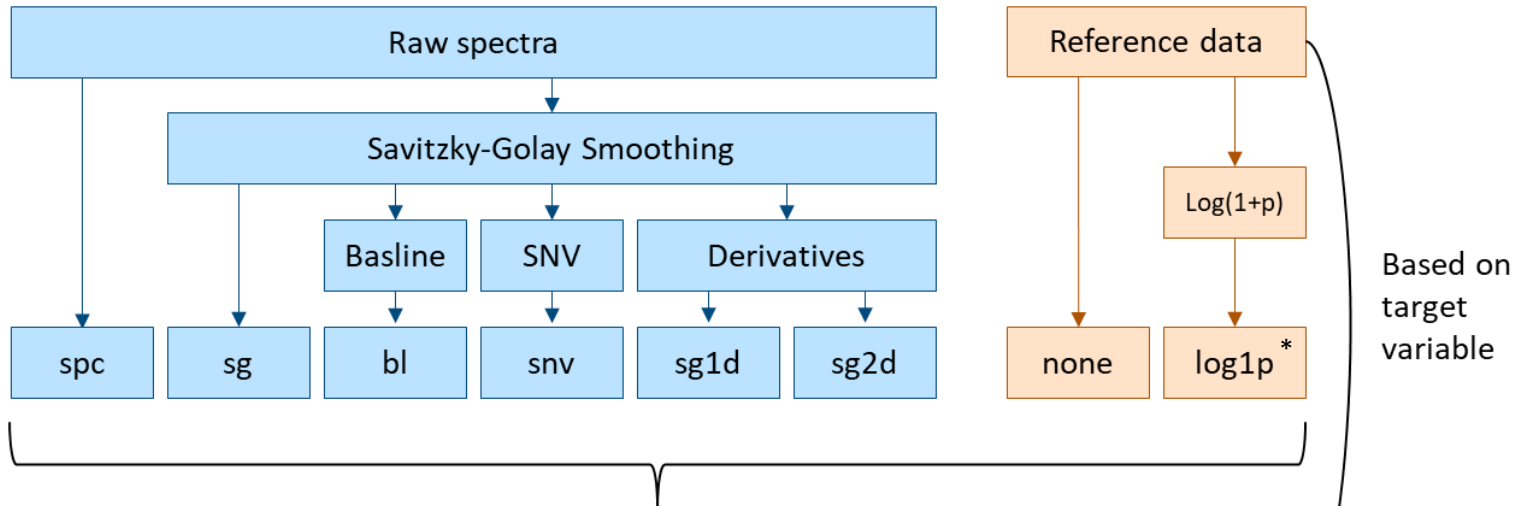 Raw spectra
Reference data
Savitzky-Golay Smoothing
Log(1+p)
Basline
SNV
Derivatives
Based on
target
variable
spc
sg
bl
snv
sg1d
sg2d
none
log1p *